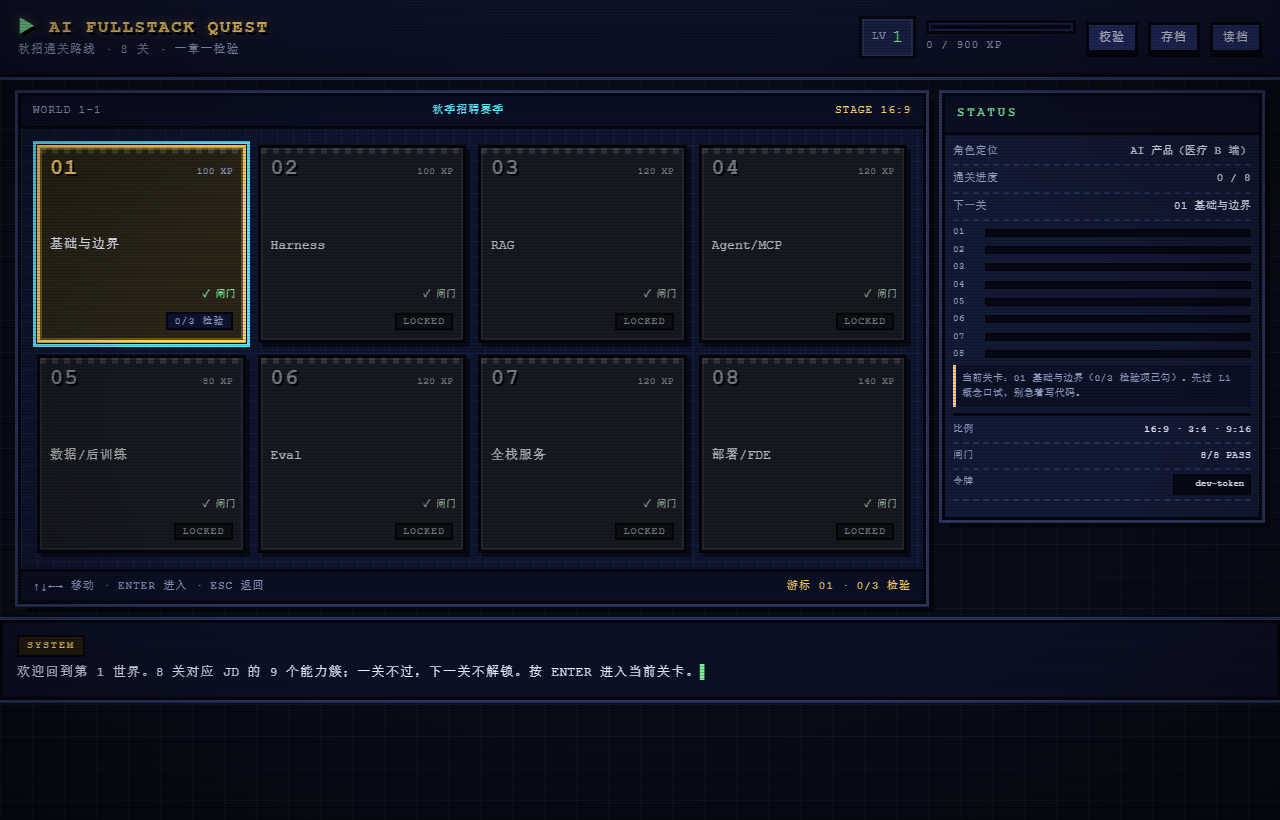 AI FULLSTACK QUEST
秋招通关路线 · 8 关 · 一章一检验
LV 1
0 / 900 XP
校验
存档
读档
WORLD 1-1
秋季招聘赛季
STAGE 16:9
01
100 XP
基础与边界
✓ 闸门
0/3 检验
02
100 XP
Harness
✓ 闸门
LOCKED
03
120 XP
RAG
✓ 闸门
LOCKED
04
120 XP
Agent/MCP
✓ 闸门
LOCKED
05
80 XP
数据/后训练
✓ 闸门
LOCKED
06
120 XP
Eval
✓ 闸门
LOCKED
07
120 XP
全栈服务
✓ 闸门
LOCKED
08
140 XP
部署/FDE
✓ 闸门
LOCKED
↑↓←→ 移动 · ENTER 进入 · ESC 返回
游标 01 · 0/3 检验
STATUS
角色定位 AI 产品（医疗 B 端）
通关进度 0 / 8
下一关 01 基础与边界
01
02
03
04
05
06
07
08
当前关卡：01 基础与边界（0/3 检验项已勾）。先过 L1
概念口试，别急着写代码。
比例 16:9 · 3:4 · 9:16
闸门 8/8 PASS
令牌 dev-token
SYSTEM
欢迎回到第 1 世界。8 关对应 JD 的 9 个能力簇；一关不过，下一关不解锁。按 ENTER 进入当前关卡。